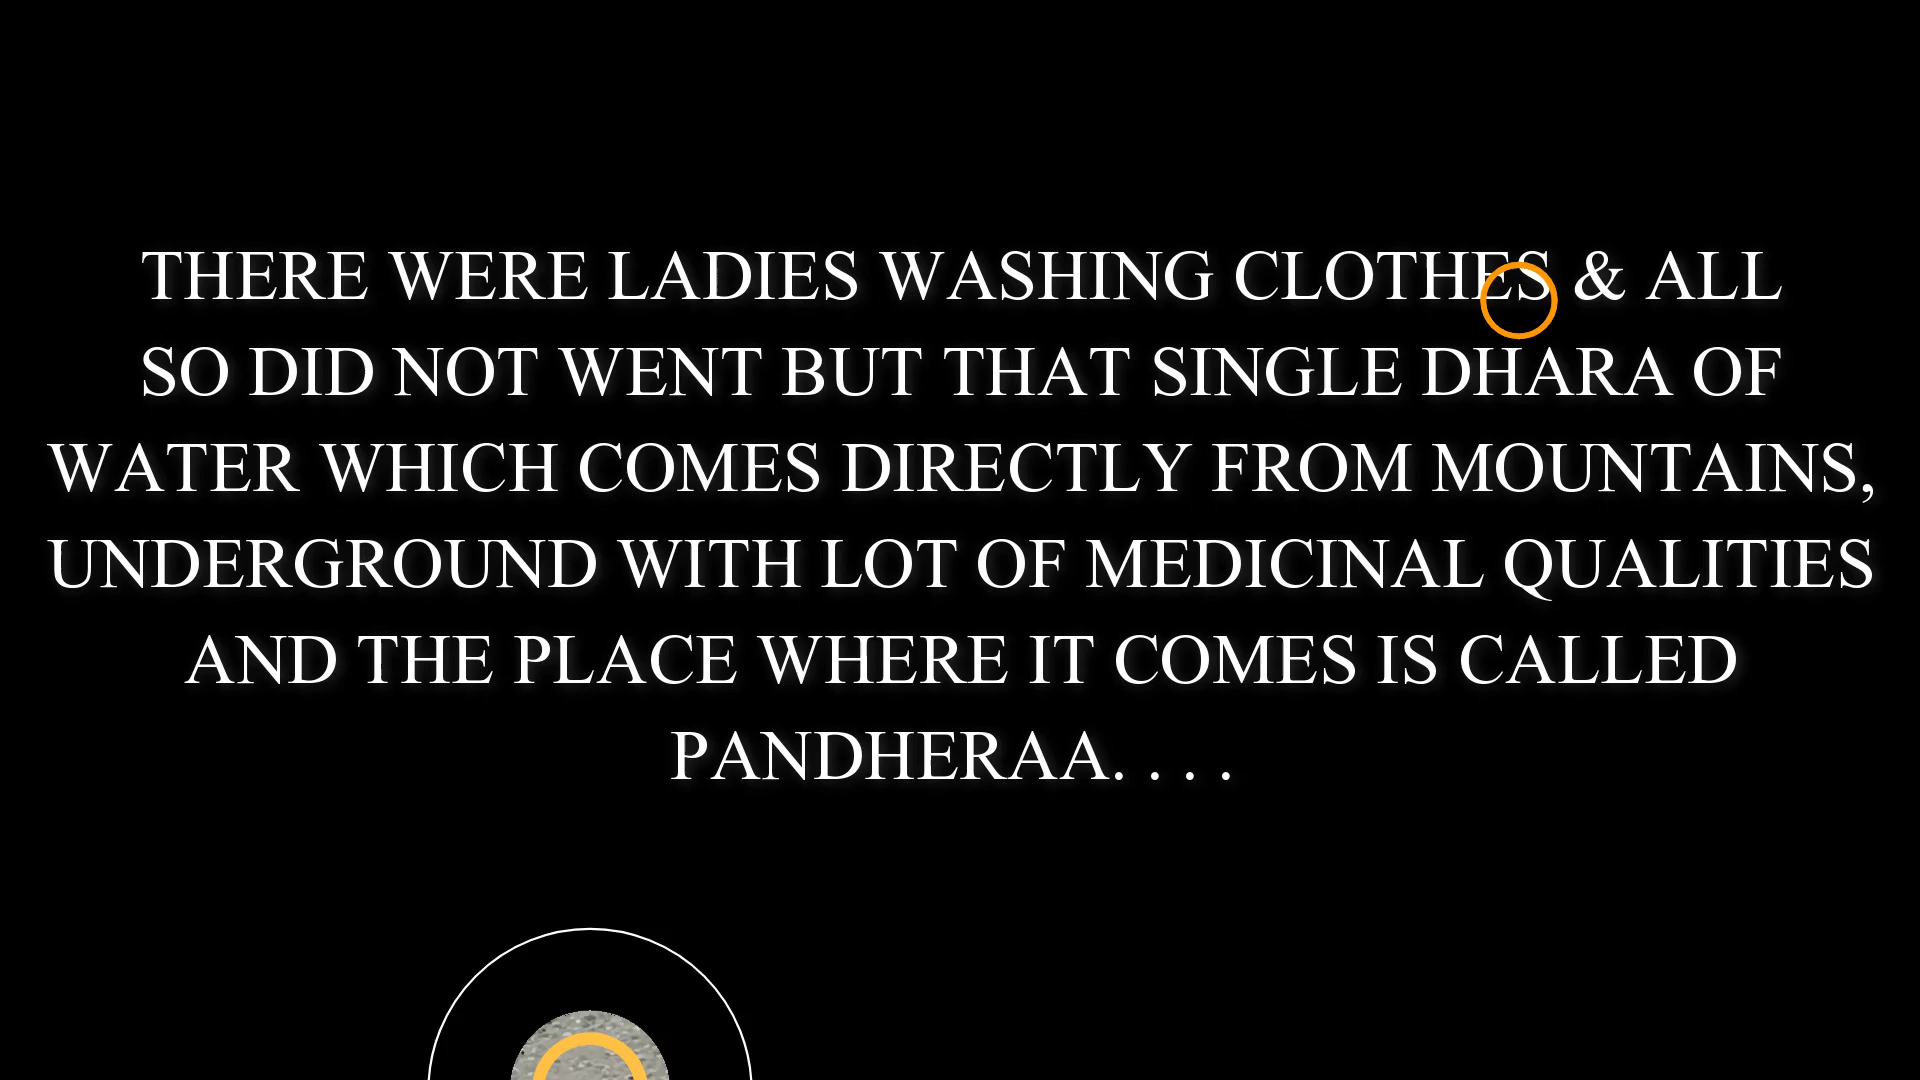 THERE WERE LADIES WASHING CLOTHES & ALL
SO DID NOT WENT BUT THAT SINGLE DHARA OF
WATER WHICH COMES DIRECTLY FROM MOUNTAINS,
UNDERGROUND WITH LOT OF MEDICINAL QUALITIES
AND THE PLACE WHERE IT COMES IS CALLED
PANDHERAA. . . .